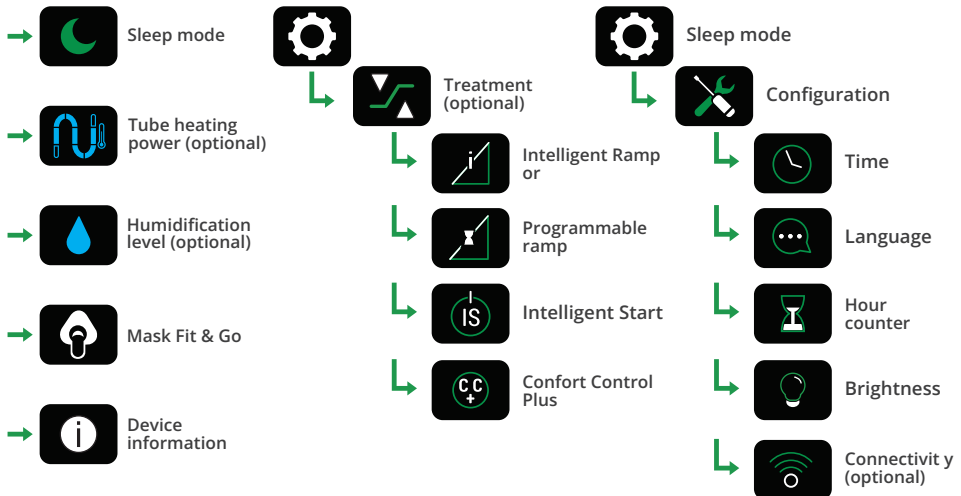 Sleep mode
Tube heating
power (optional)
Humidification
level (optional)
Mask Fit & Go
Device
information
i
Treatment
(optional)
i
Intelligent Ramp
or
Programmable
ramp
IS
Intelligent Start
CC
+
Confort Control
Plus
Sleep mode
Configuration
Time
Language
Hour
counter
Brightness
Connectivit y
(optional)